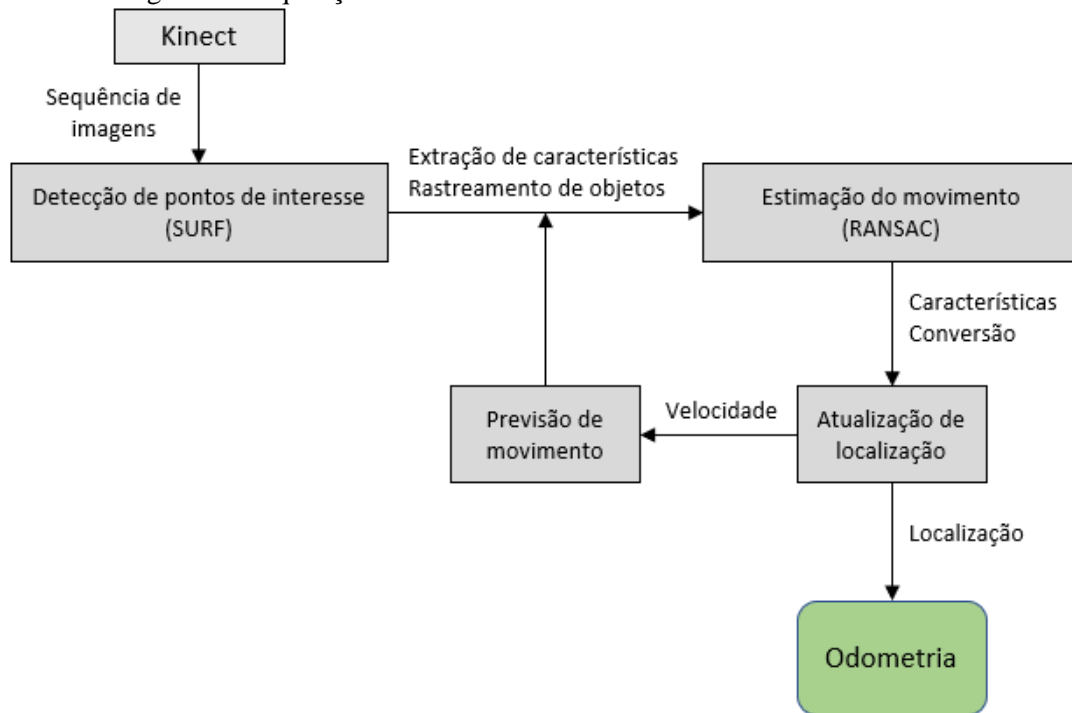 Kinect
Sequência de
imagens
Extração de características
Rastreamento de objetos
Detecção de pontos de interesse
(SURF)
Estimação do movimento
(RANSAC)
Características
Conversão
Previsão de
movimento
Velocidade
Atualização de
localização
Localização
Odometria